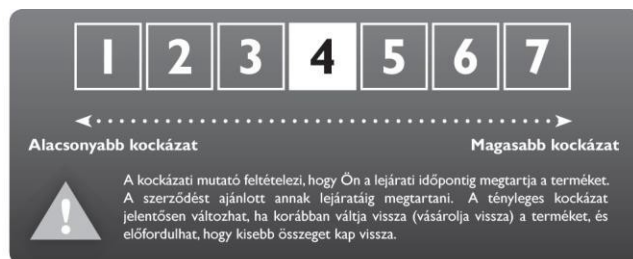 1 2 3 4 5 6 7
Alacsonyabb kockázat Magasabb kockázat
A kockázati mutató feltételezi, hogy Ön a lejárati időpontig megtartja a terméket.
A szerződést ajánlott annak lejáratáig megtartani. A tényleges kockázat
jelentősen változhat, ha korábban váltja vissza (vásárolja vissza) a terméket, és
előfordulhat, hogy kisebb összeget kap vissza.